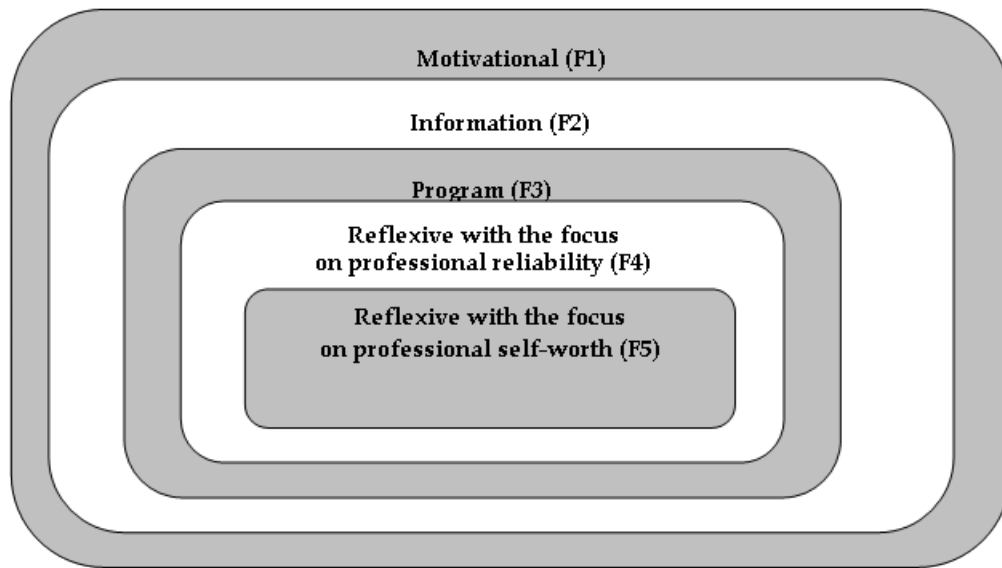 Motivational (F1)
Information (F2)
Program (F3)
Reflexive with the focus
on professional reliability (F4)
Reflexive with the focus
on professional self-worth (F5)